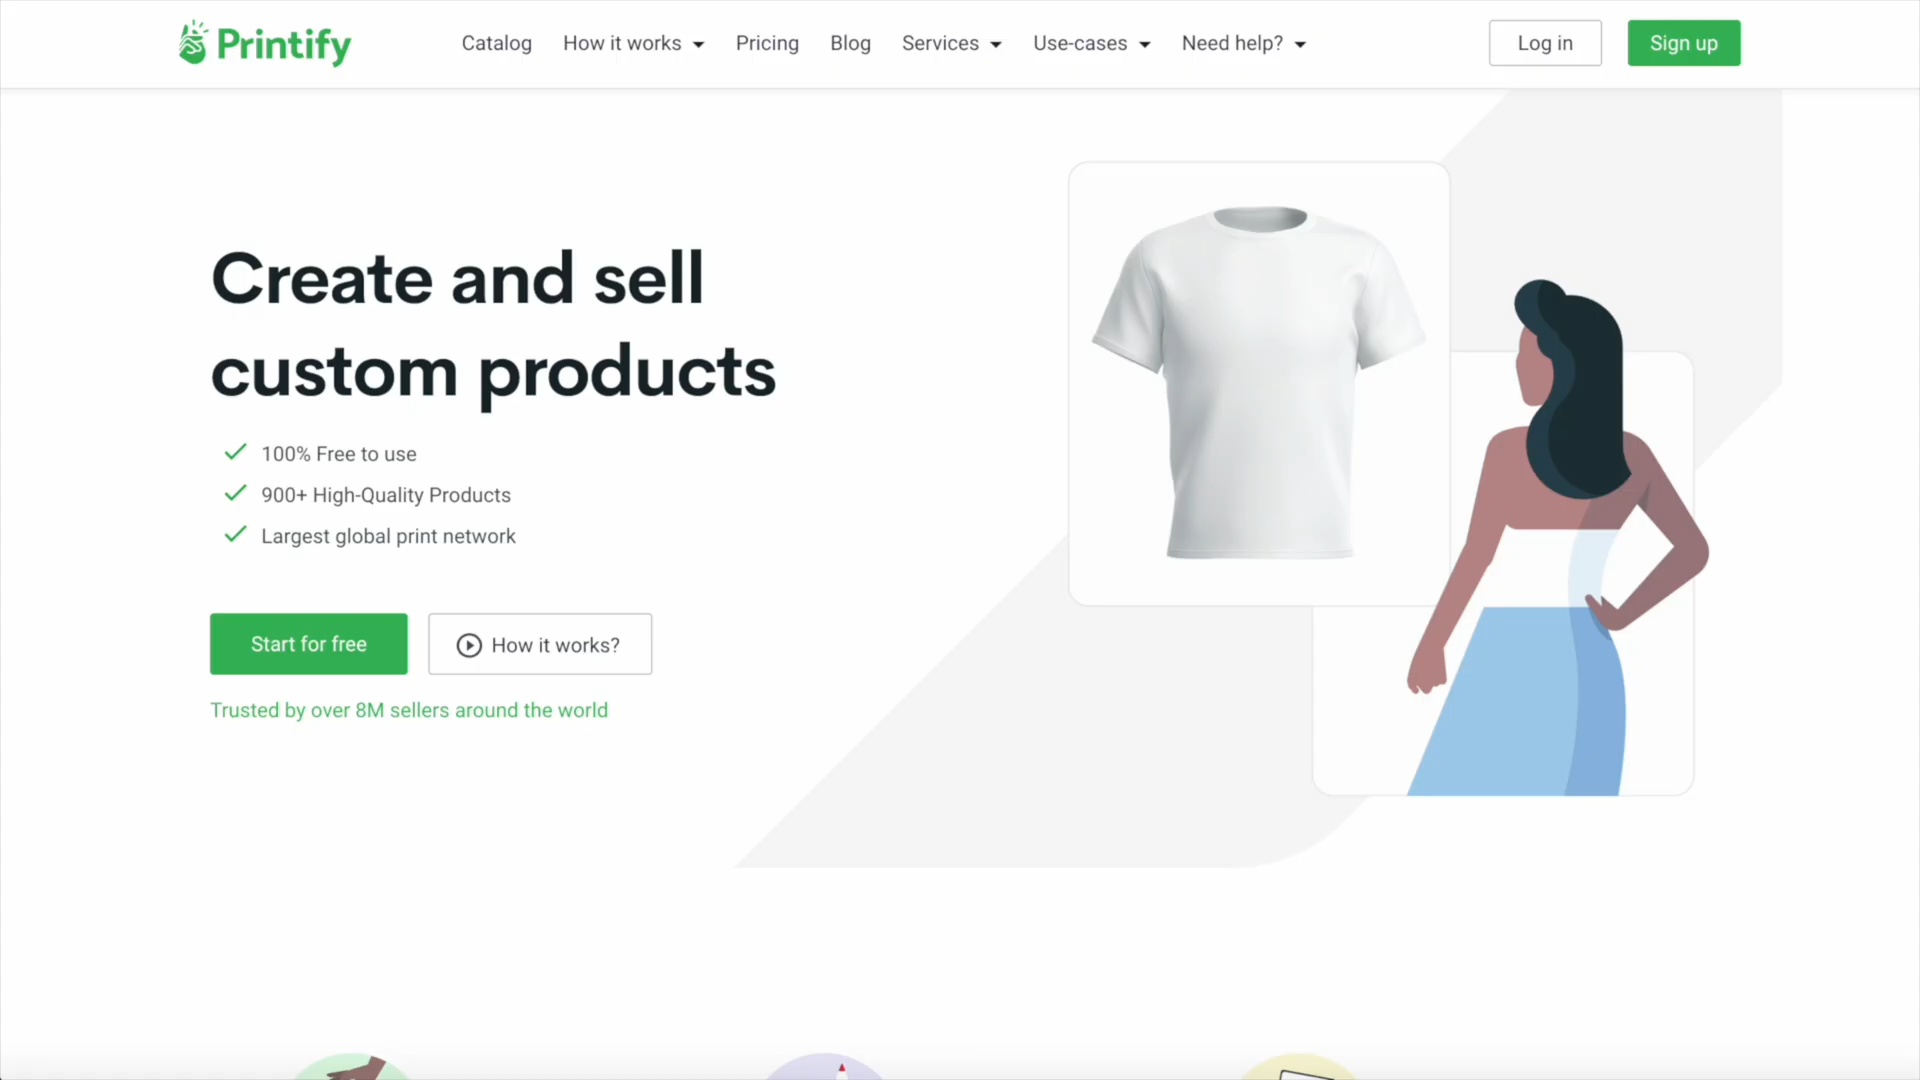 Printify
Catalog
How it works
Pricing
Blog
Services
Use-cases
Need help?
Log in
Sign up
Create and sell
custom products
100% Free to use
900+ High-Quality Products
Largest global print network
Start for free
How it works?
Trusted by over 8M sellers around the world